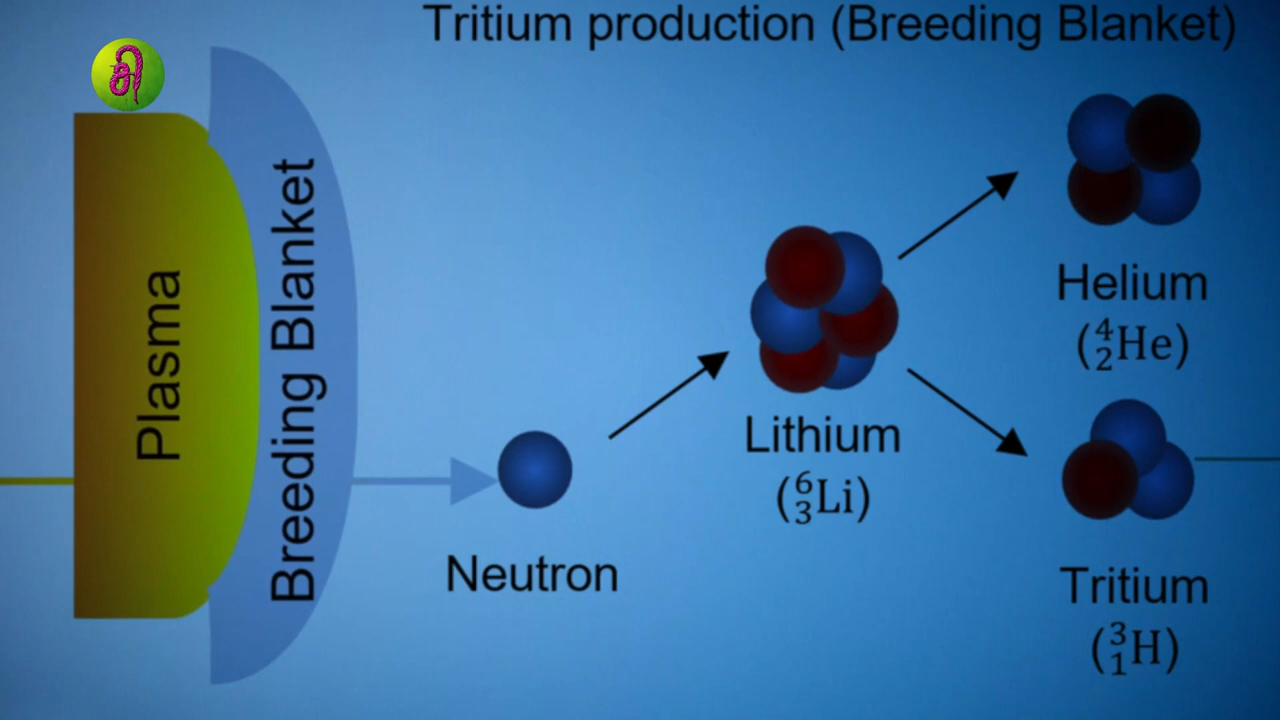 Tritium production (Breeding Blanket)
கி
Plasma
Breeding Blanket
Neutron
Lithium
(⁶₃Li)
Helium
(⁴₂He)
Tritium
(³₁H)